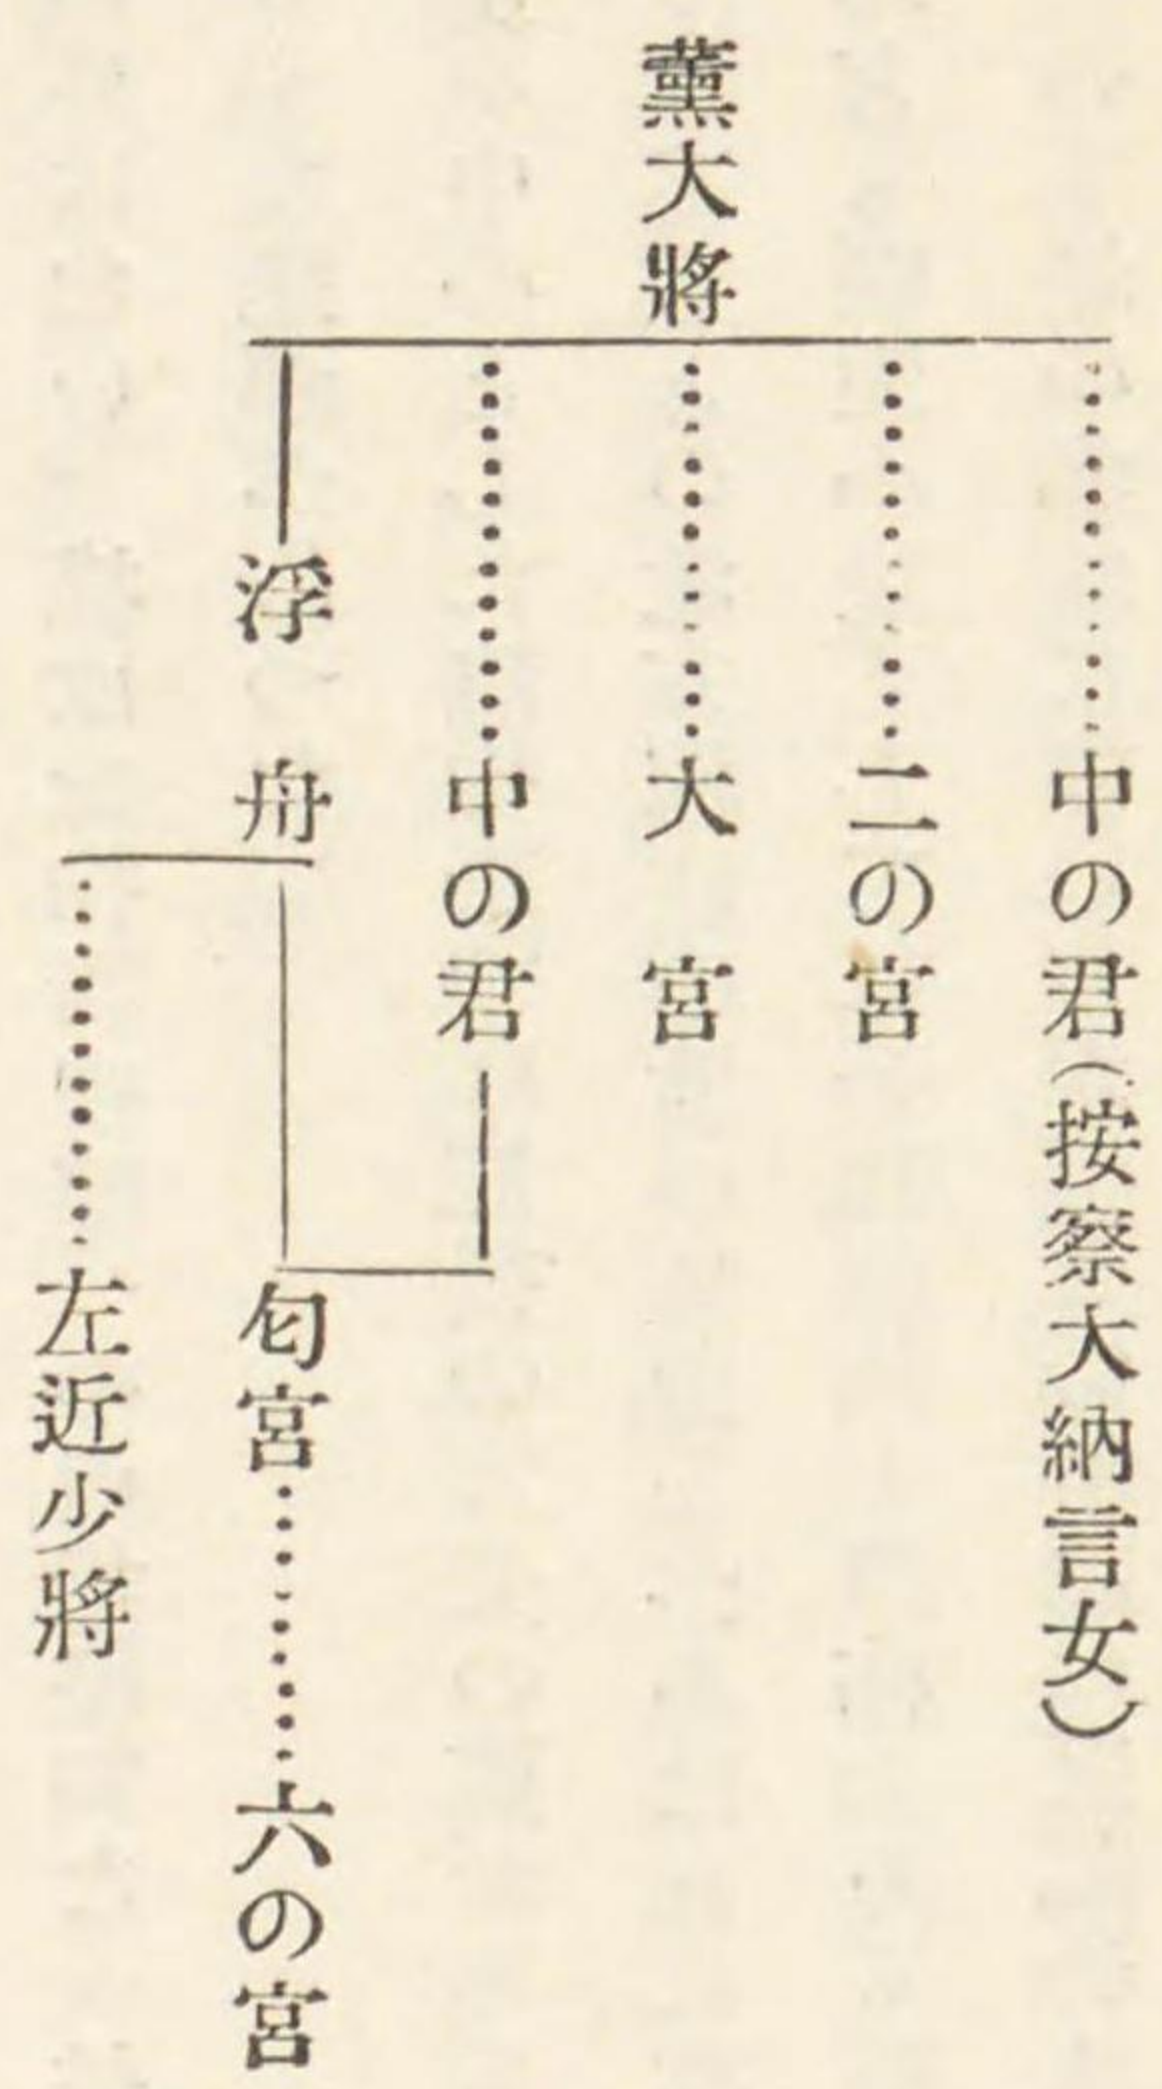 薰大將
中の君(按察大納言女)
二の宮
大宮
中の君
浮舟
匂宮
六の宮
左近少將